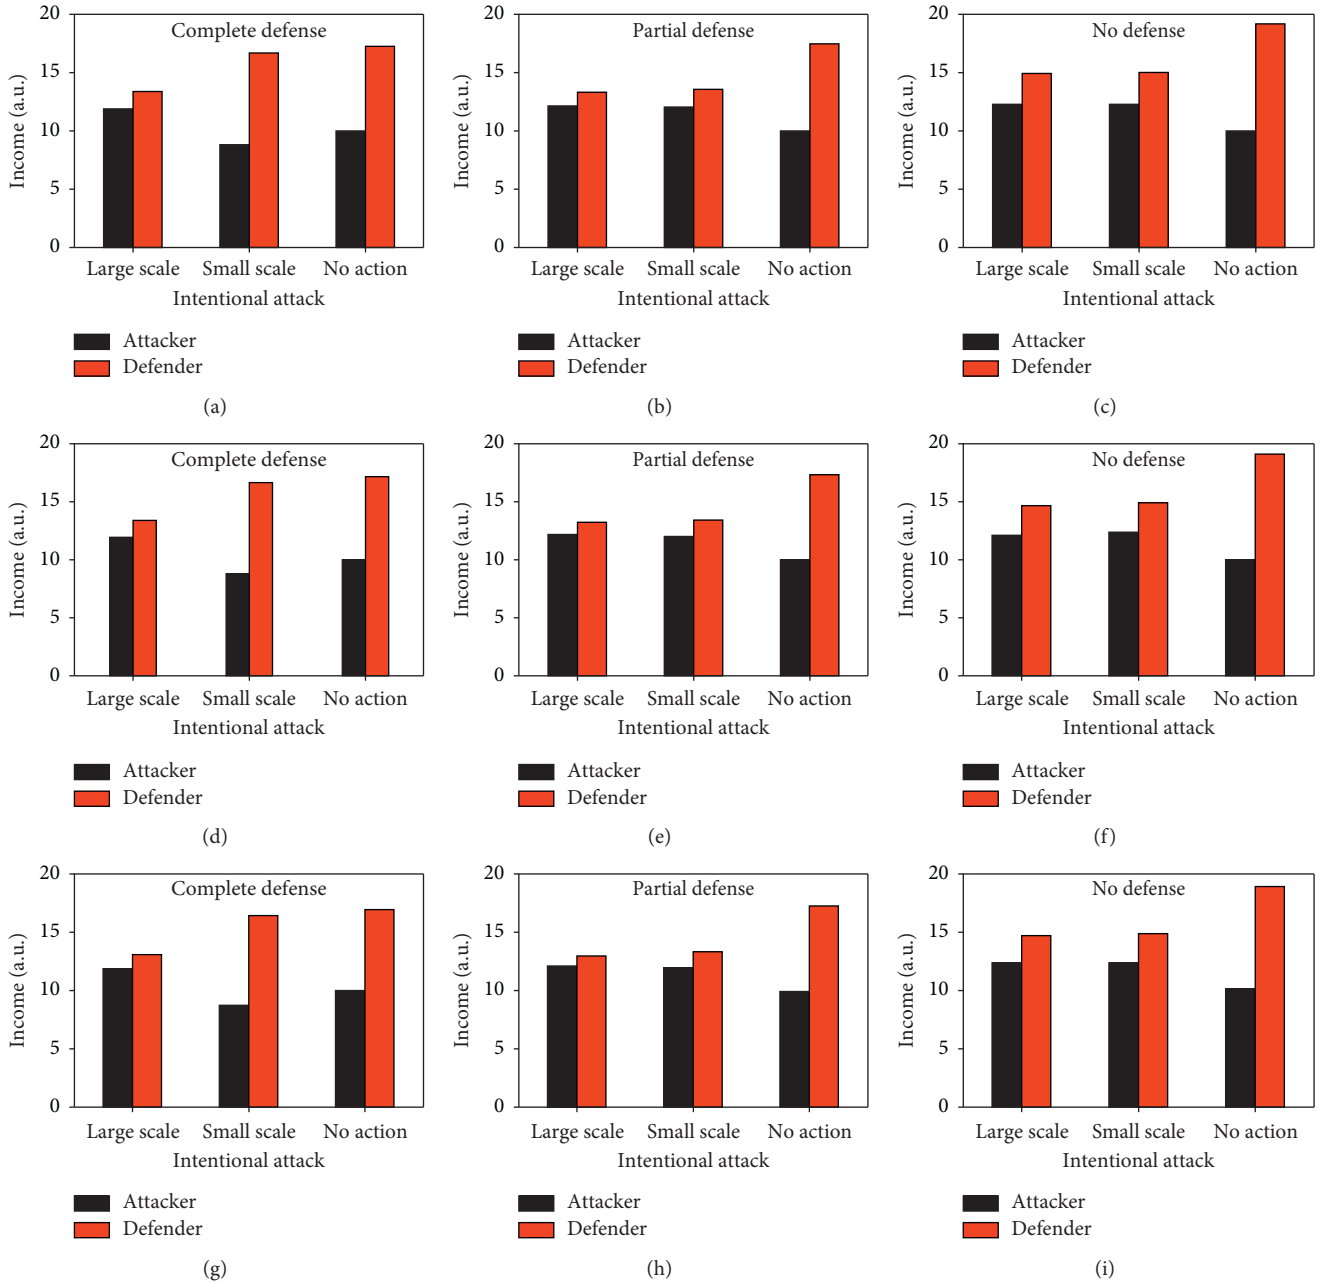 Complete defense
20
15
10
5
0
Income (a.u.)
Large scale Small scale No action
Intentional attack
Attacker
Defender
(a)
Partial defense
20
15
10
5
0
Income (a.u.)
Large scale Small scale No action
Intentional attack
Attacker
Defender
(b)
No defense
20
15
10
5
0
Income (a.u.)
Large scale Small scale No action
Intentional attack
Attacker
Defender
(c)
Complete defense
20
15
10
5
0
Income (a.u.)
Large scale Small scale No action
Intentional attack
Attacker
Defender
(d)
Partial defense
20
15
10
5
0
Income (a.u.)
Large scale Small scale No action
Intentional attack
Attacker
Defender
(e)
No defense
20
15
10
5
0
Income (a.u.)
Large scale Small scale No action
Intentional attack
Attacker
Defender
(f)
Complete defense
20
15
10
5
0
Income (a.u.)
Large scale Small scale No action
Intentional attack
Attacker
Defender
(g)
Partial defense
20
15
10
5
0
Income (a.u.)
Large scale Small scale No action
Intentional attack
Attacker
Defender
(h)
No defense
20
15
10
5
0
Income (a.u.)
Large scale Small scale No action
Intentional attack
Attacker
Defender
(i)